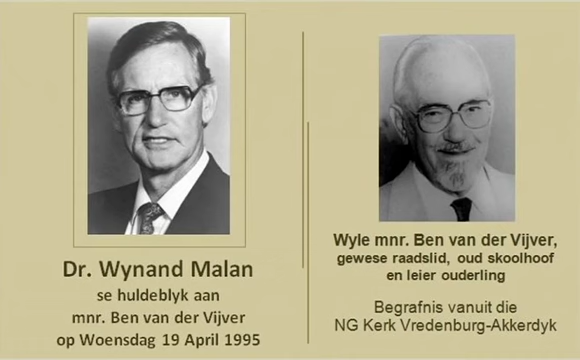 Dr. Wynand Malan
se huldeblyk aan
mnr. Ben van der Vijver
op Woensdag 19 April 1995
Wyle mnr. Ben van der Vijver,
gewese raadslid, oud skoolhoof
en leier ouderling
Begrafnis vanuit die
NG Kerk Vredenburg-Akkerdyk